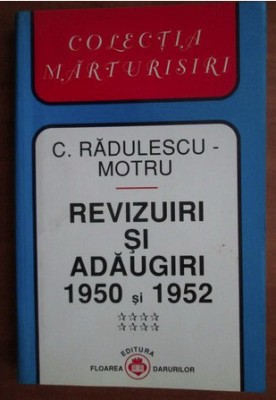 COLECȚIA
MĂRTURISIRI
C. RĂDULESCU -
MOTRU
REVIZUIRI
ȘI
ADĂUGIRI
1950 și 1952
EDITURA
FLOAREA DARURILOR